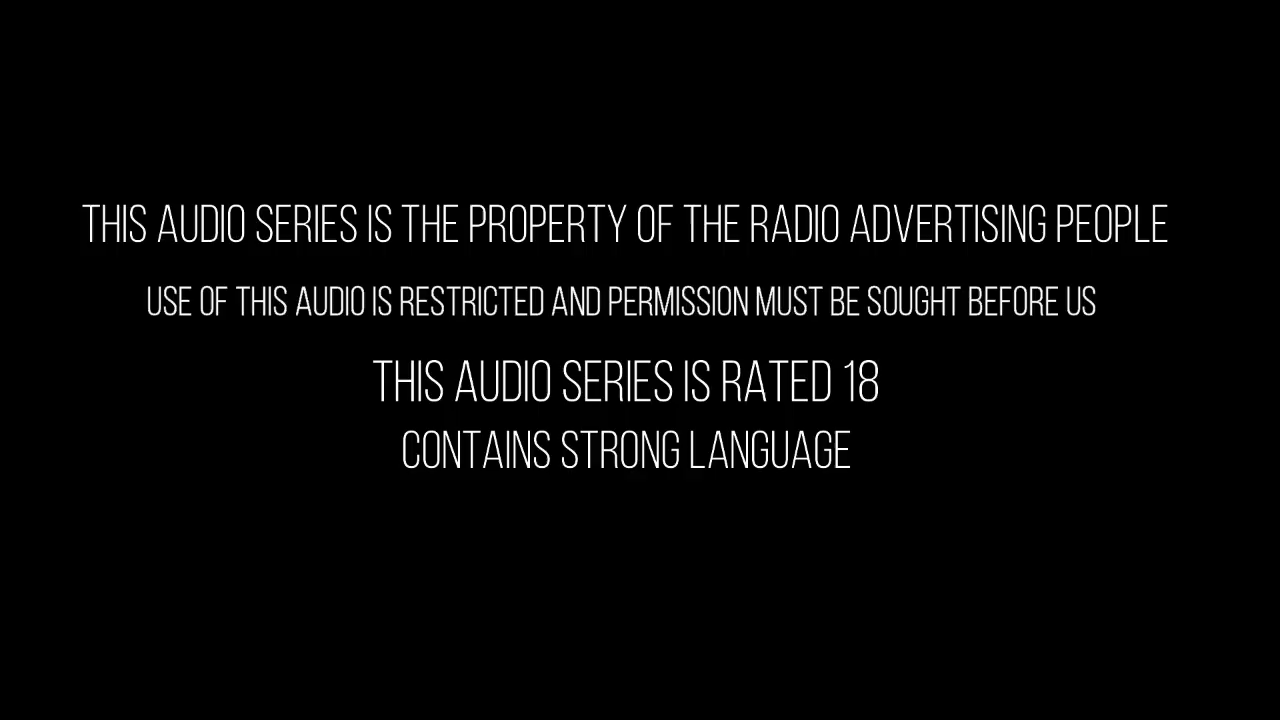 THIS AUDIO SERIES IS THE PROPERTY OF THE RADIO ADVERTISING PEOPLE
USE OF THIS AUDIO IS RESTRICTED AND PERMISSION MUST BE SOUGHT BEFORE US
THIS AUDIO SERIES IS RATED 18
CONTAINS STRONG LANGUAGE